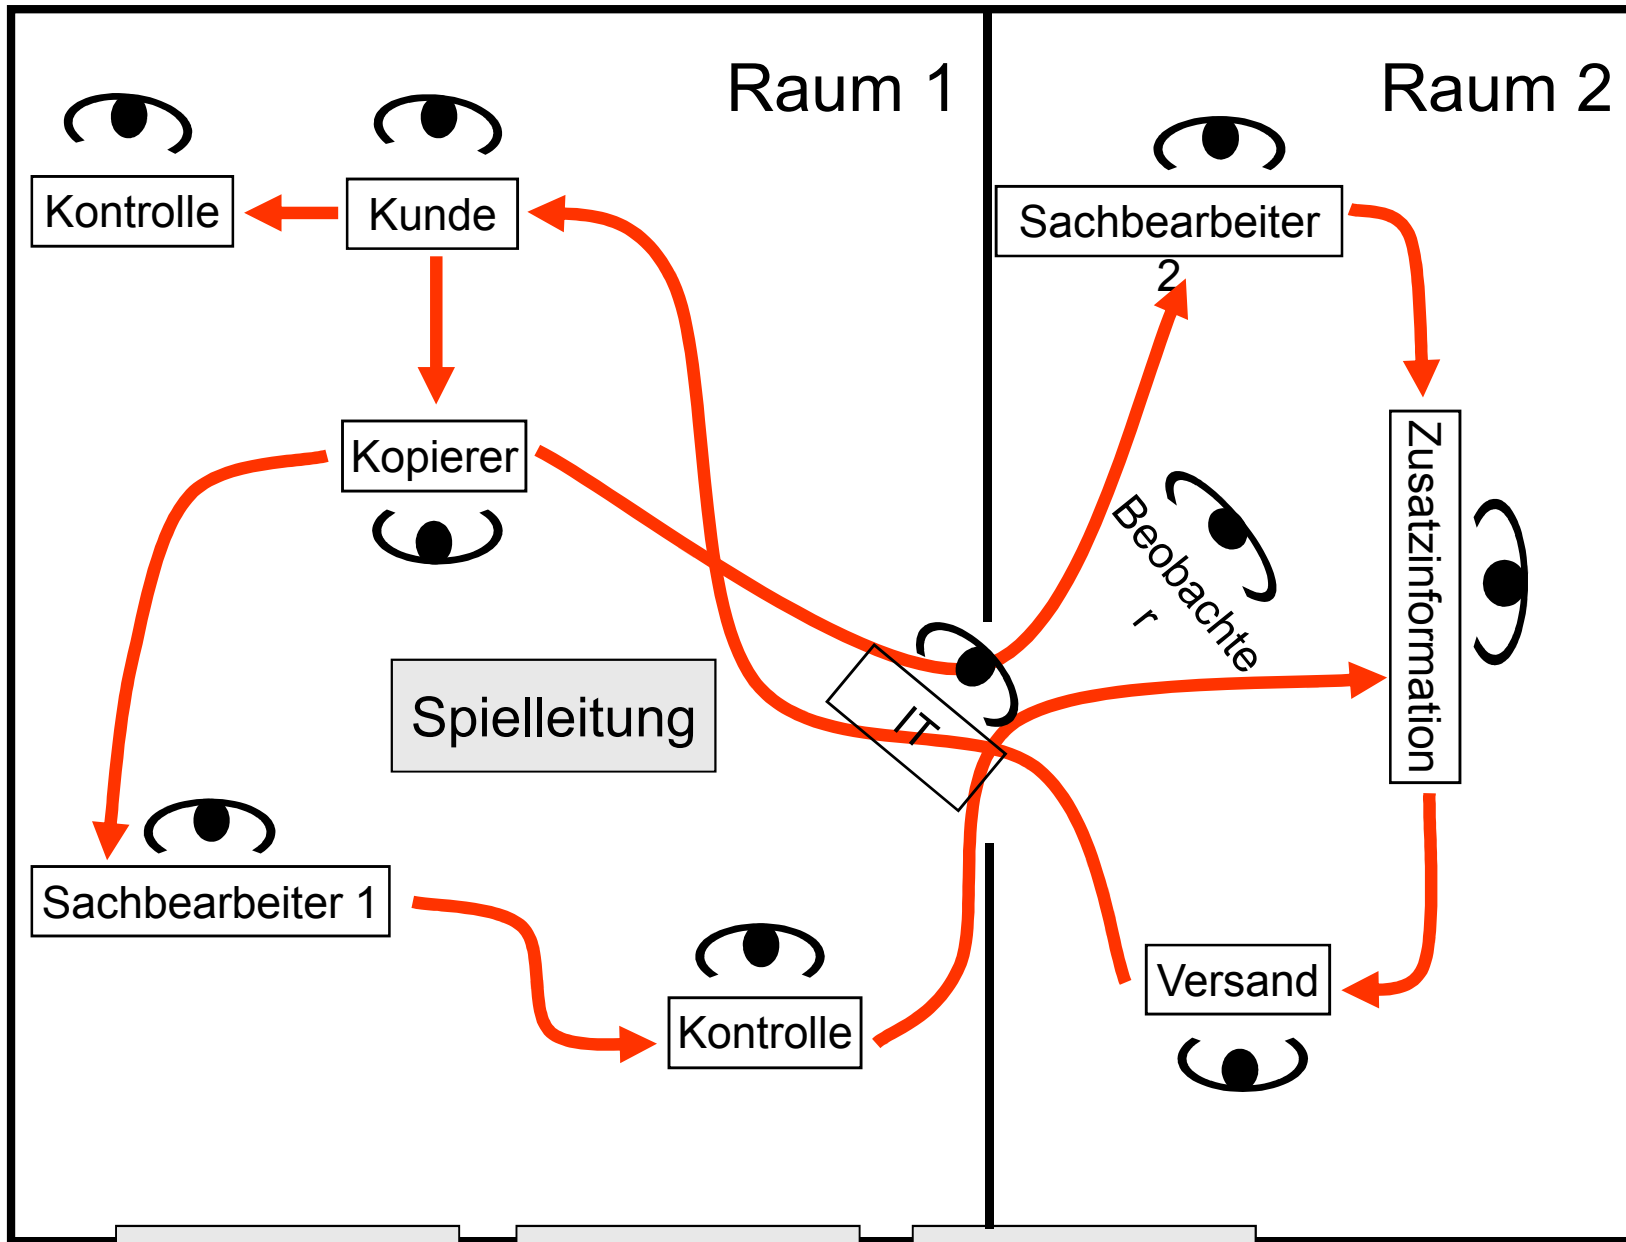 Raum 1
Raum 2
Kontrolle
Kunde
Sachbearbeiter
2
Kopierer
Zusatzinformation
Beobachte
r
IT
Spielleitung
Sachbearbeiter 1
Versand
Kontrolle